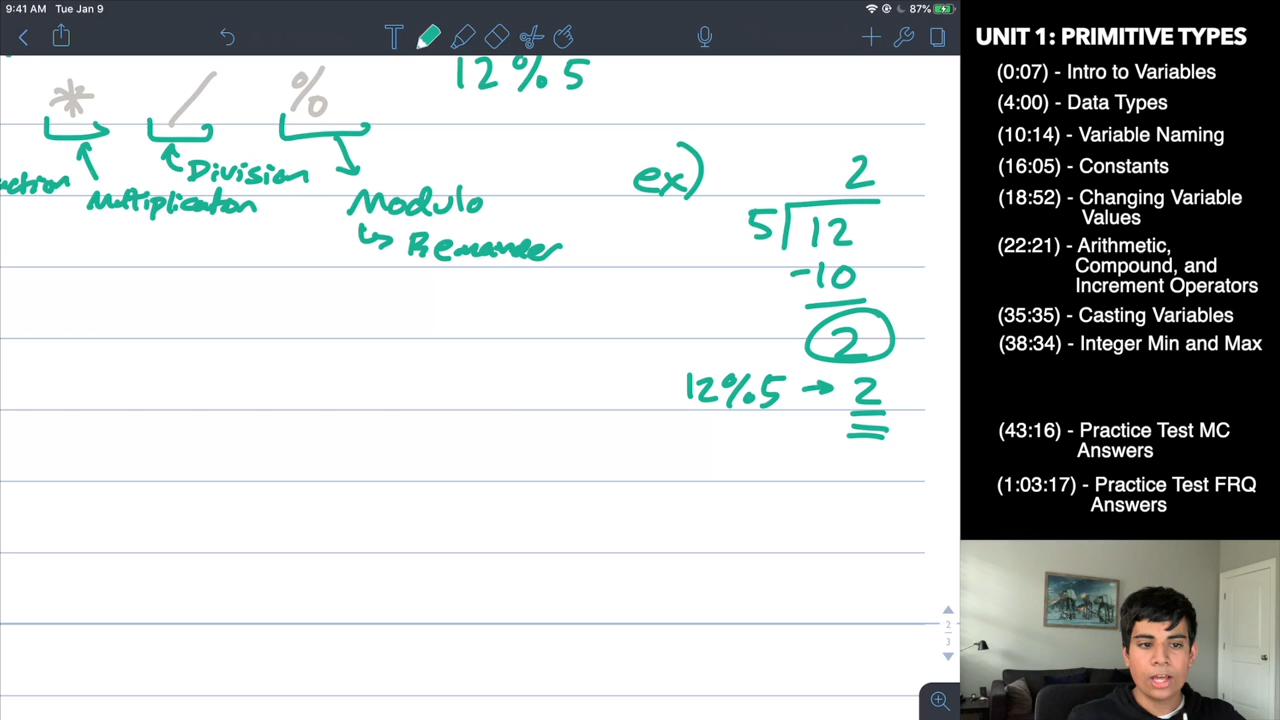 9:41 AM Tue Jan 9
87%
T
12%5
* / %
Division
Multiplication
Modulo
↳ Remainder
ex)
2
5 12
-10
2
12%5 → 2
2
3
UNIT 1: PRIMITIVE TYPES
(0:07) - Intro to Variables
(4:00) - Data Types
(10:14) - Variable Naming
(16:05) - Constants
(18:52) - Changing Variable
Values
(22:21) - Arithmetic,
Compound, and
Increment Operators
(35:35) - Casting Variables
(38:34) - Integer Min and Max
(43:16) - Practice Test MC
Answers
(1:03:17) - Practice Test FRQ
Answers